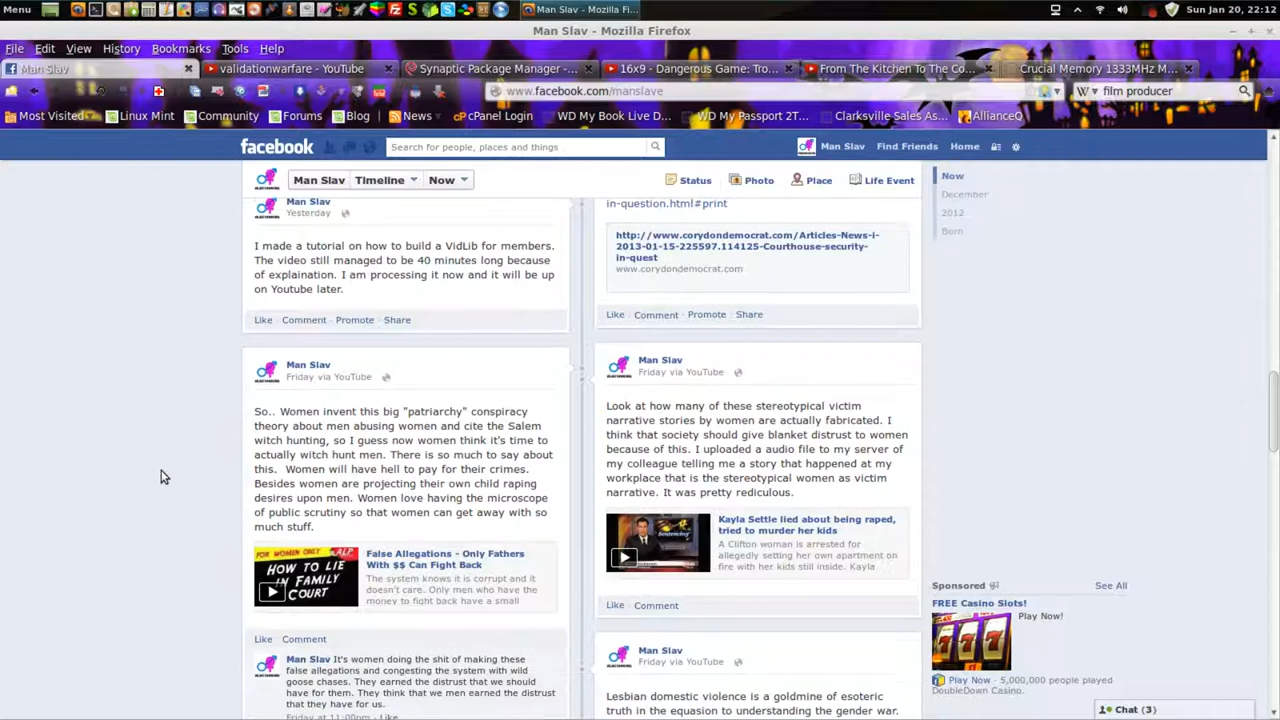 Menu
Man Slav - Mozilla Fi...
Sun Jan 20, 22:12
Man Slav - Mozilla Firefox
File Edit View History Bookmarks Tools Help
Man Slav
validationwarfare - YouTube
Synaptic Package Manager -...
16x9 - Dangerous Game: Tro...
From The Kitchen To The Co...
Crucial Memory 1333MHz M...
www.facebook.com/manslave
film producer
Most Visited
Linux Mint
Community
Forums
Blog
News
cPanel Login
WD My Book Live D...
WD My Passport 2T...
Clarksville Sales As...
AllianceQ
facebook
Search for people, places and things
Man Slav Find Friends Home
Man Slav Timeline Now
Status Photo Place Life Event
Now
December
2012
Born
Man Slav
Yesterday
I made a tutorial on how to build a VidLib for members.
The video still managed to be 40 minutes long because
of explaination. I am processing it now and it will be up
on Youtube later.
Like · Comment · Promote · Share
in-question.html#print
http://www.corydondemocrat.com/Articles-News-i-
2013-01-15-225597.114125-Courthouse-security-
in-quest
www.corydondemocrat.com
Like · Comment · Promote · Share
Man Slav
Friday via YouTube
So.. Women invent this big "patriarchy" conspiracy
theory about men abusing women and cite the Salem
witch hunting, so I guess now women think it's time to
actually witch hunt men. There is so much to say about
this. Women will have hell to pay for their crimes.
Besides women are projecting their own child raping
desires upon men. Women love having the microscope
of public scrutiny so that women can get away with so
much stuff.
FOR WOMEN ONLY ALP
HOW TO LIE
IN FAMILY
COURT
False Allegations - Only Fathers
With $$ Can Fight Back
The system knows it is corrupt and it
doesn't care. Only men who have the
money to fight back have a small
Like · Comment
Man Slav It's women doing the shit of making these
false allegations and congesting the system with wild
goose chases. They earned the distrust that we should
have for them. They think that we men earned the distrust
that they have for us.
Friday at 11:00pm · Like
Man Slav
Friday via YouTube
Look at how many of these stereotypical victim
narrative stories by women are actually fabricated. I
think that society should give blanket distrust to women
because of this. I uploaded a audio file to my server of
my colleague telling me a story that happened at my
workplace that is the stereotypical women as victim
narrative. It was pretty rediculous.
Kayla Settle lied about being raped,
tried to murder her kids
A Clifton woman is arrested for
allegedly setting her own apartment on
fire with her kids still inside. Kayla
Like · Comment
Man Slav
Friday via YouTube
Lesbian domestic violence is a goldmine of esoteric
truth in the equasion to understanding the gender war.
Sponsored See All
FREE Casino Slots!
Play Now!
Play Now · 5,000,000 people played
DoubleDown Casino.
Chat (3)